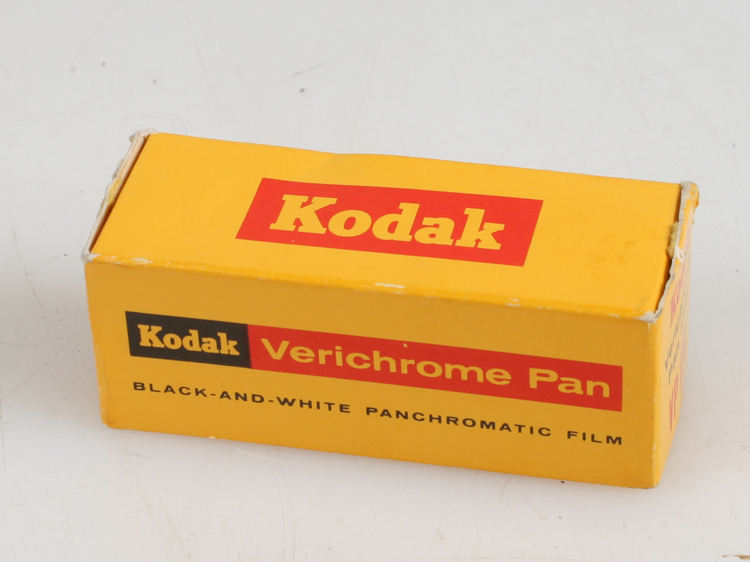 Kodak
Kodak Verichrome Pan
BLACK-AND-WHITE PANCHROMATIC FILM